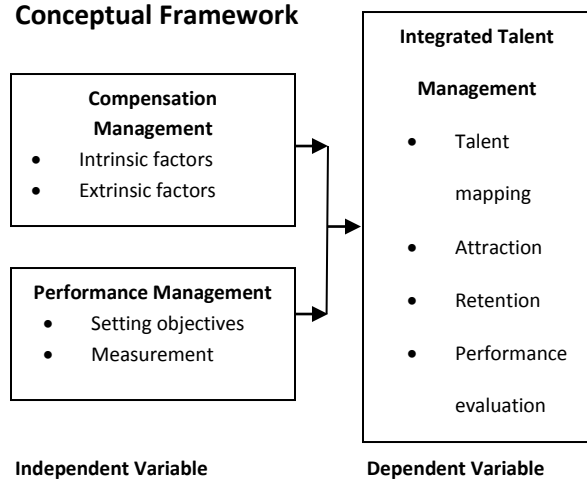 Conceptual Framework
Compensation
Management
• Intrinsic factors
• Extrinsic factors
Performance Management
• Setting objectives
• Measurement
Independent Variable
Integrated Talent
Management
• Talent
mapping
• Attraction
• Retention
• Performance
evaluation
Dependent Variable